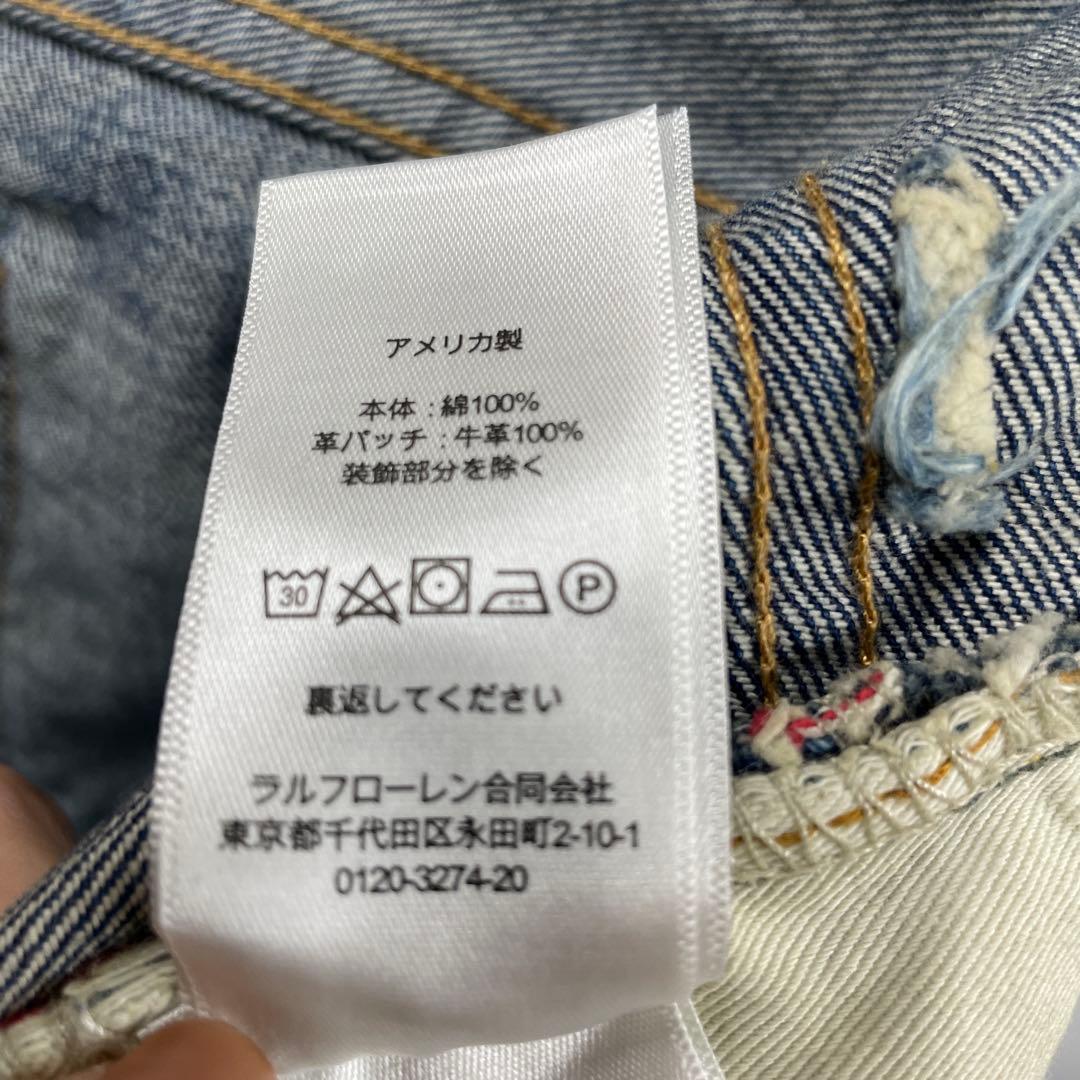 アメリカ製
本体 : 綿100%
革パッチ : 牛革100%
装飾部分を除く
30 P
裏返してください
ラルフローレン合同会社
東京都千代田区永田町2-10-1
0120-3274-20